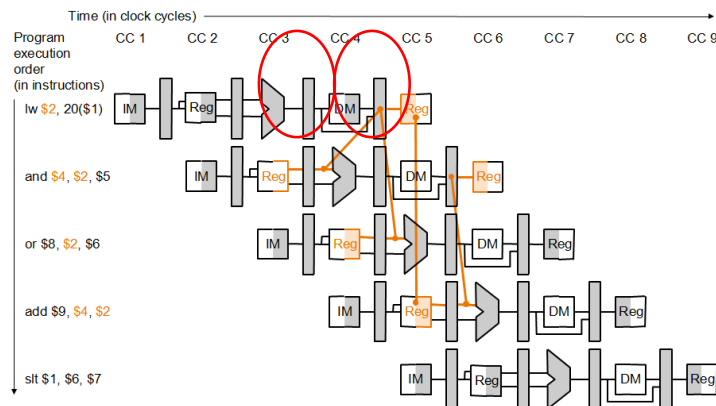 Time (in clock cycles)
Program execution order (in instructions)
CC 1 CC 2 CC 3 CC 4 CC 5 CC 6 CC 7 CC 8 CC 9
lw $2, 20($1) IM Reg DM Reg
and $4, $2, $5 IM Reg DM Reg
or $8, $2, $6 IM Reg DM Reg
add $9, $4, $2 IM Reg DM Reg
slt $1, $6, $7 IM Reg DM Reg